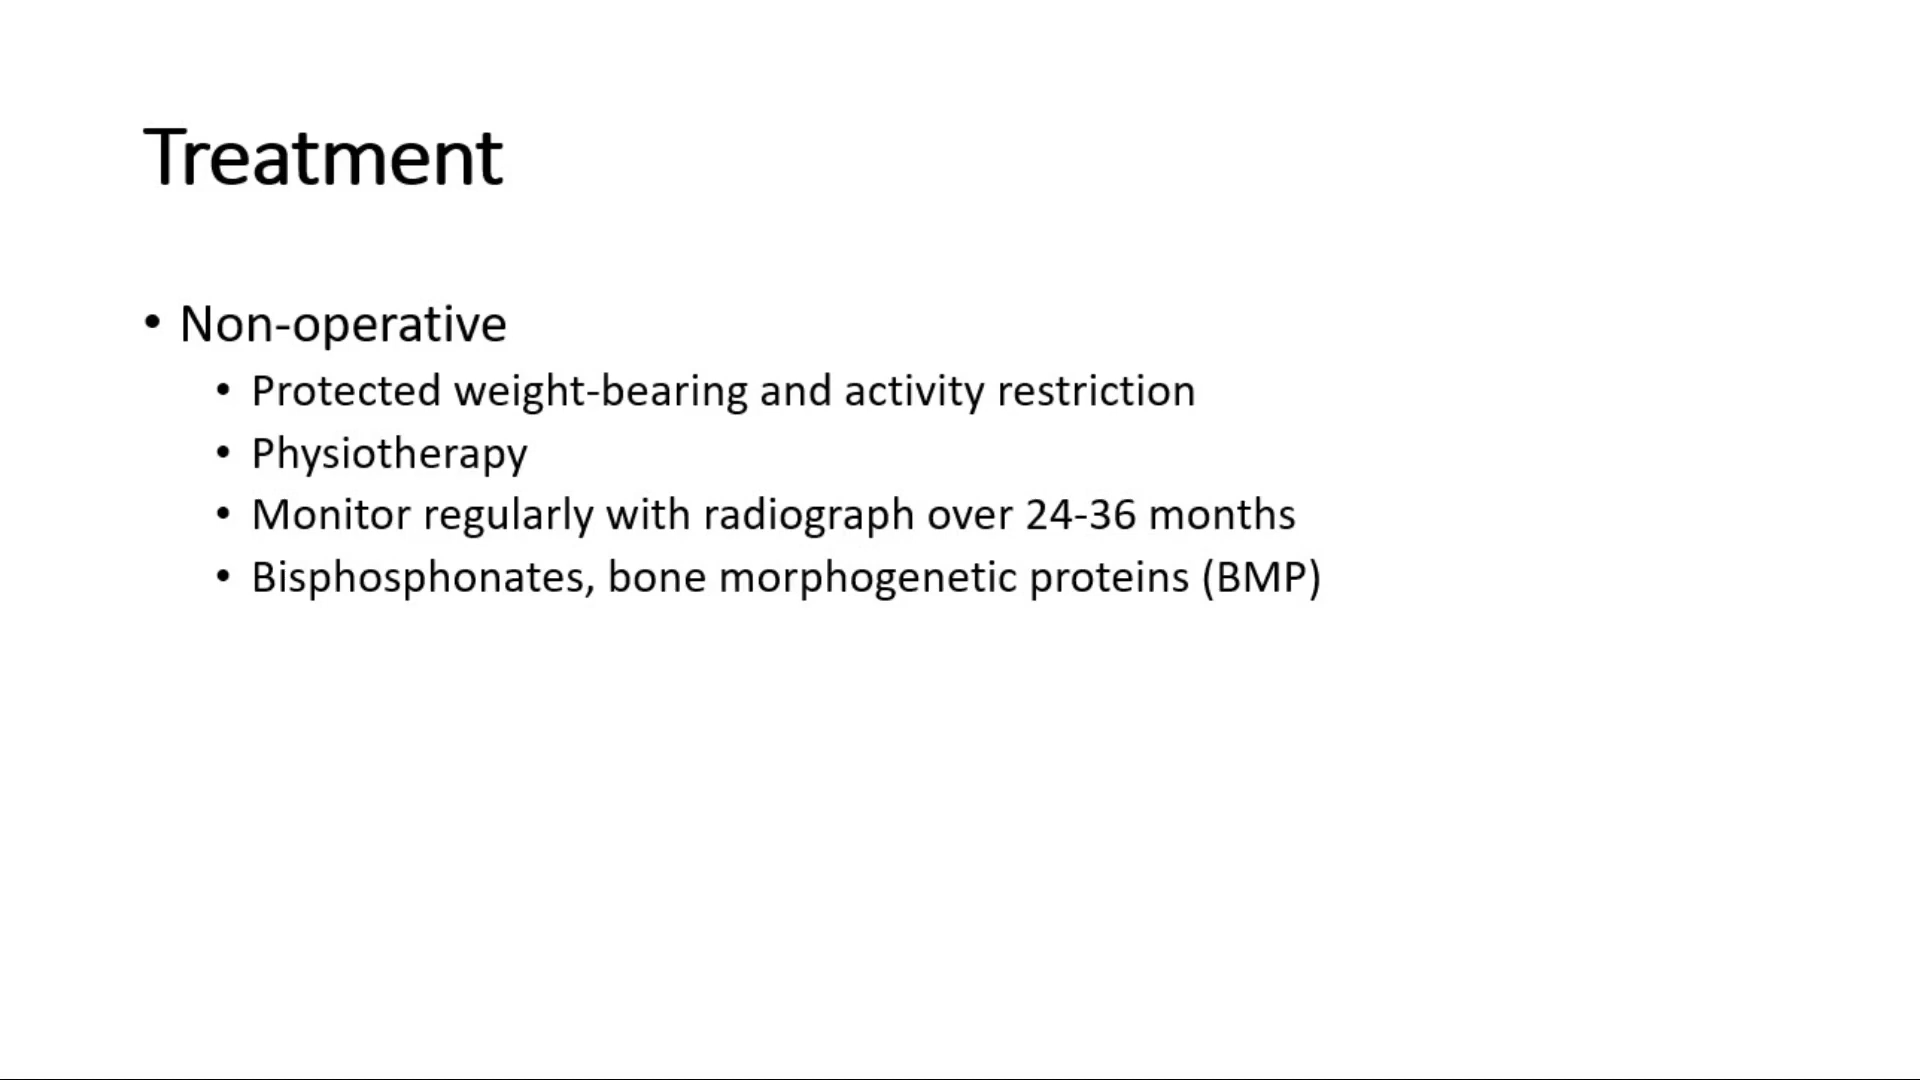 Treatment
• Non-operative
• Protected weight-bearing and activity restriction
• Physiotherapy
• Monitor regularly with radiograph over 24-36 months
• Bisphosphonates, bone morphogenetic proteins (BMP)